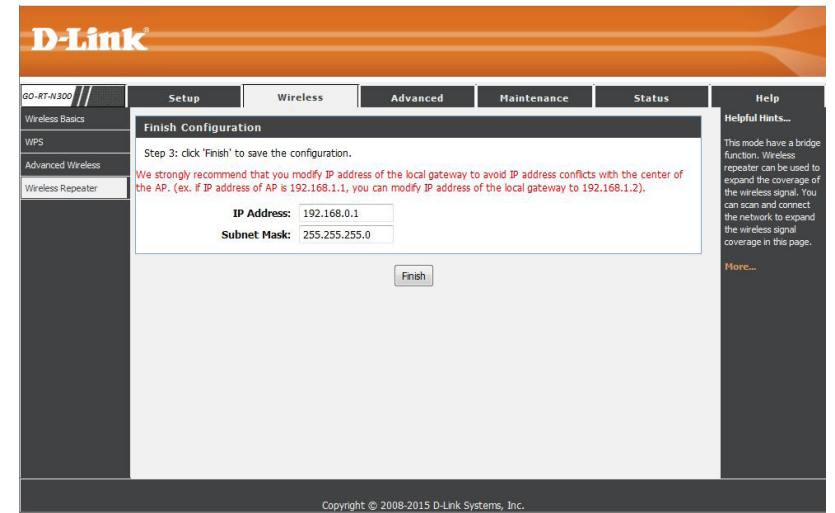 D-Link®
GO-RT-N300
Setup
Wireless
Advanced
Maintenance
Status
Help
Wireless Basics
WPS
Advanced Wireless
Wireless Repeater
Finish Configuration
Step 3: click 'Finish' to save the configuration.
We strongly recommend that you modify IP address of the local gateway to avoid IP address conflicts with the center of
the AP. (ex. if IP address of AP is 192.168.1.1, you can modify IP address of the local gateway to 192.168.1.2).
IP Address: 192.168.0.1
Subnet Mask: 255.255.255.0
Finish
Helpful Hints...
This mode have a bridge
function. Wireless
repeater can be used to
expand the coverage of
the wireless signal. You
can scan and connect
the network to expand
the wireless signal
coverage in this page.
More...
Copyright © 2008-2015 D-Link Systems, Inc.